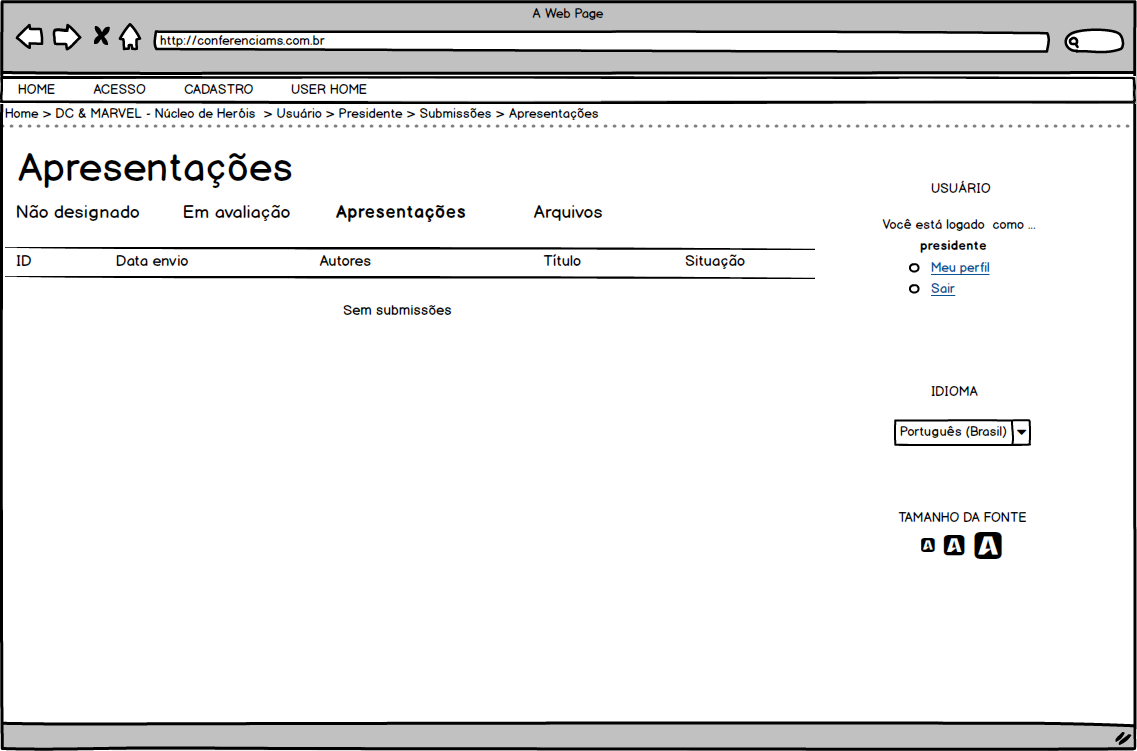 A Web Page
http://conferenciams.com.br
HOME ACESSO CADASTRO USER HOME
Home > DC & MARVEL - Núcleo de Heróis > Usuário > Presidente > Submissões > Apresentações
Apresentações
Não designado Em avaliação Apresentações Arquivos
ID Data envio Autores Título Situação
Sem submissões
USUÁRIO
Você está logado como ...
presidente
Meu perfil
Sair
IDIOMA
Português (Brasil)
TAMANHO DA FONTE
A A A